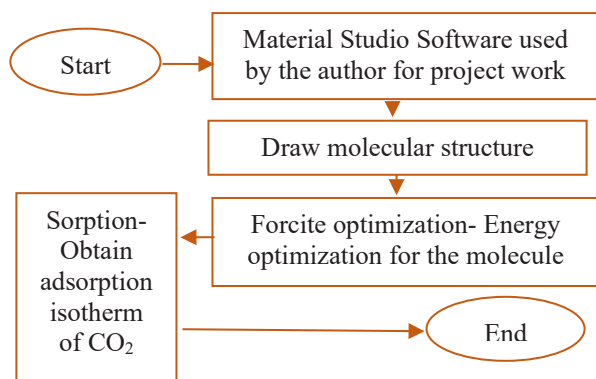 Start
Material Studio Software used
by the author for project work
Draw molecular structure
Forcite optimization- Energy
optimization for the molecule
Sorption-
Obtain
adsorption
isotherm
of CO₂
End